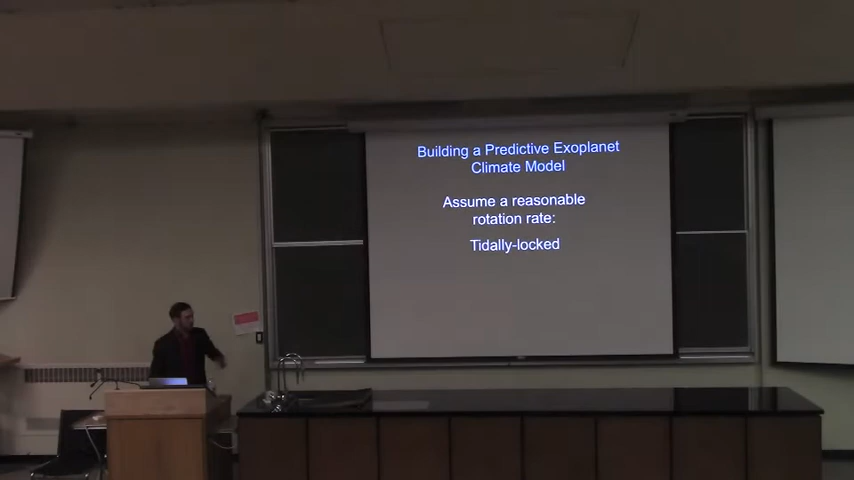 Building a Predictive Exoplanet
Climate Model
Assume a reasonable
rotation rate:
Tidally-locked